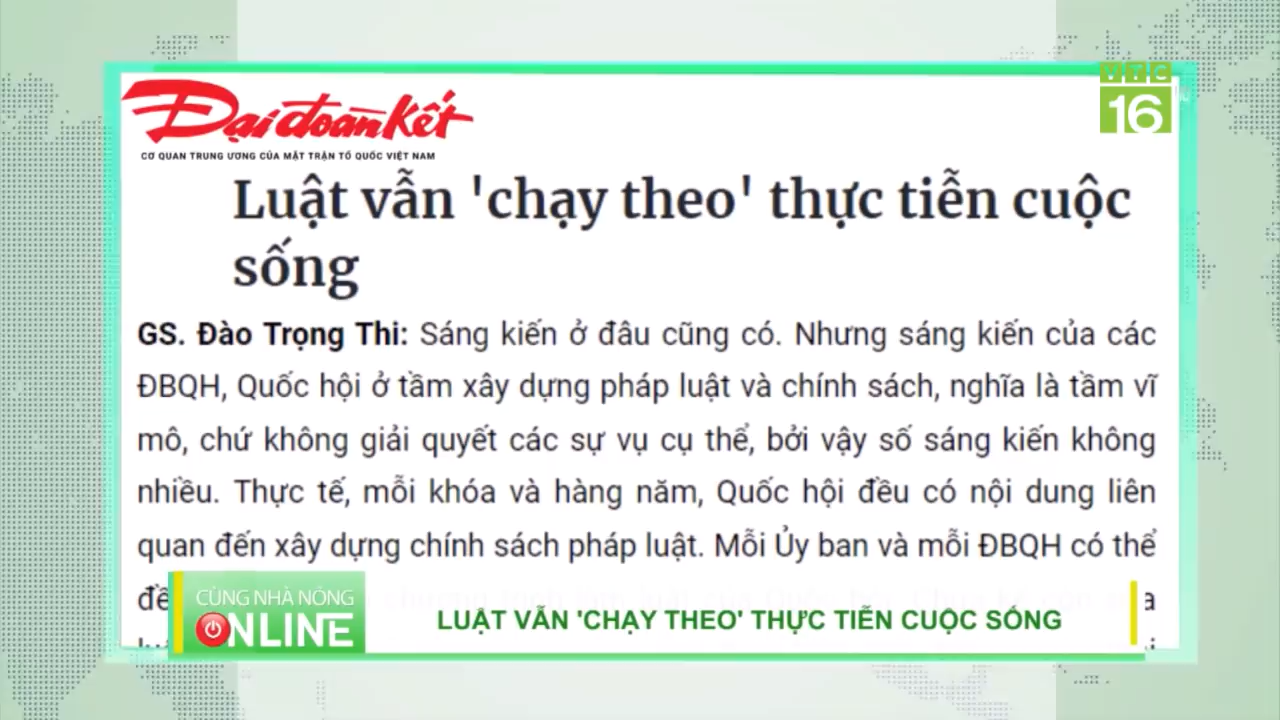 VTC
16
Đại đoàn kết
CƠ QUAN TRUNG ƯƠNG CỦA MẶT TRẬN TỔ QUỐC VIỆT NAM
Luật vẫn 'chạy theo' thực tiễn cuộc
sống
GS. Đào Trọng Thi: Sáng kiến ở đâu cũng có. Nhưng sáng kiến của các
ĐBQH, Quốc hội ở tầm xây dựng pháp luật và chính sách, nghĩa là tầm vĩ
mô, chứ không giải quyết các sự vụ cụ thể, bởi vậy số sáng kiến không
nhiều. Thực tế, mỗi khóa và hàng năm, Quốc hội đều có nội dung liên
quan đến xây dựng chính sách pháp luật. Mỗi Ủy ban và mỗi ĐBQH có thể
CÙNG NHÀ NÔNG
ONLINE
LUẬT VẪN 'CHẠY THEO' THỰC TIỄN CUỘC SỐNG